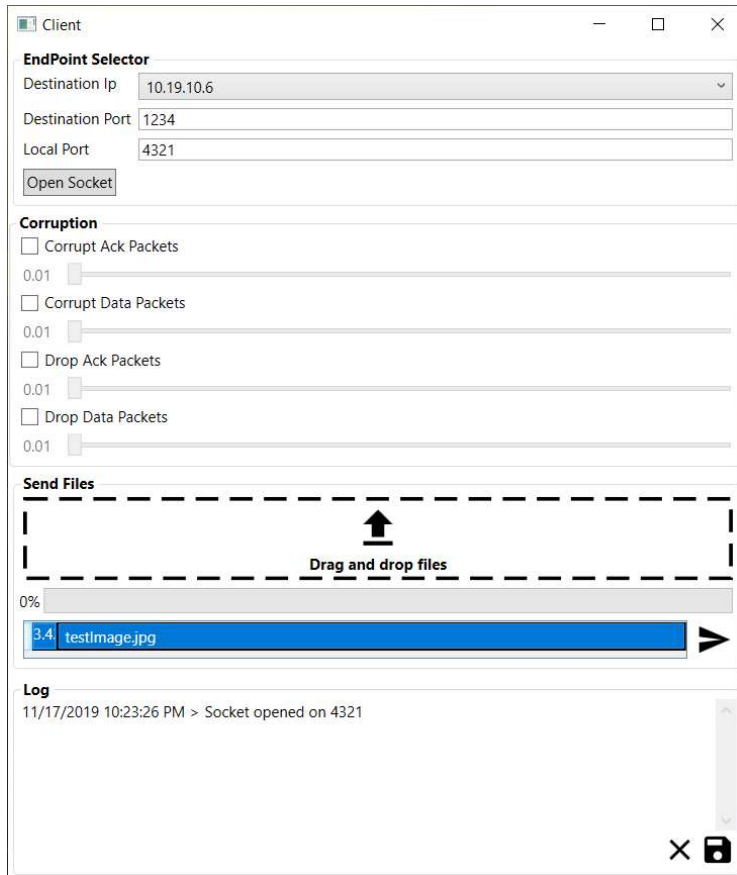 Client
EndPoint Selector
Destination Ip 10.19.10.6
Destination Port 1234
Local Port 4321
Open Socket
Corruption
Corrupt Ack Packets
0.01
Corrupt Data Packets
0.01
Drop Ack Packets
0.01
Drop Data Packets
0.01
Send Files
Drag and drop files
0%
3.4. testImage.jpg
Log
11/17/2019 10:23:26 PM > Socket opened on 4321